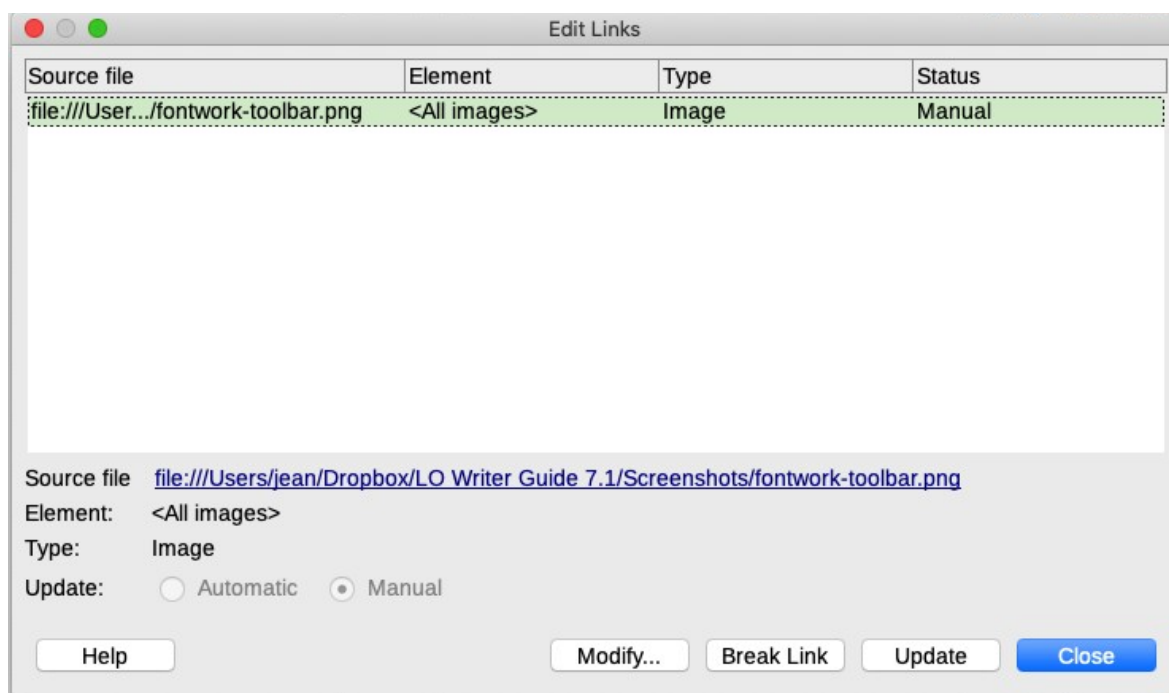 Edit Links
Source file Element Type Status
file:///User.../fontwork-toolbar.png <All images> Image Manual
Source file file:///Users/jean/Dropbox/LO Writer Guide 7.1/Screenshots/fontwork-toolbar.png
Element: <All images>
Type: Image
Update: Automatic Manual
Help Modify... Break Link Update Close